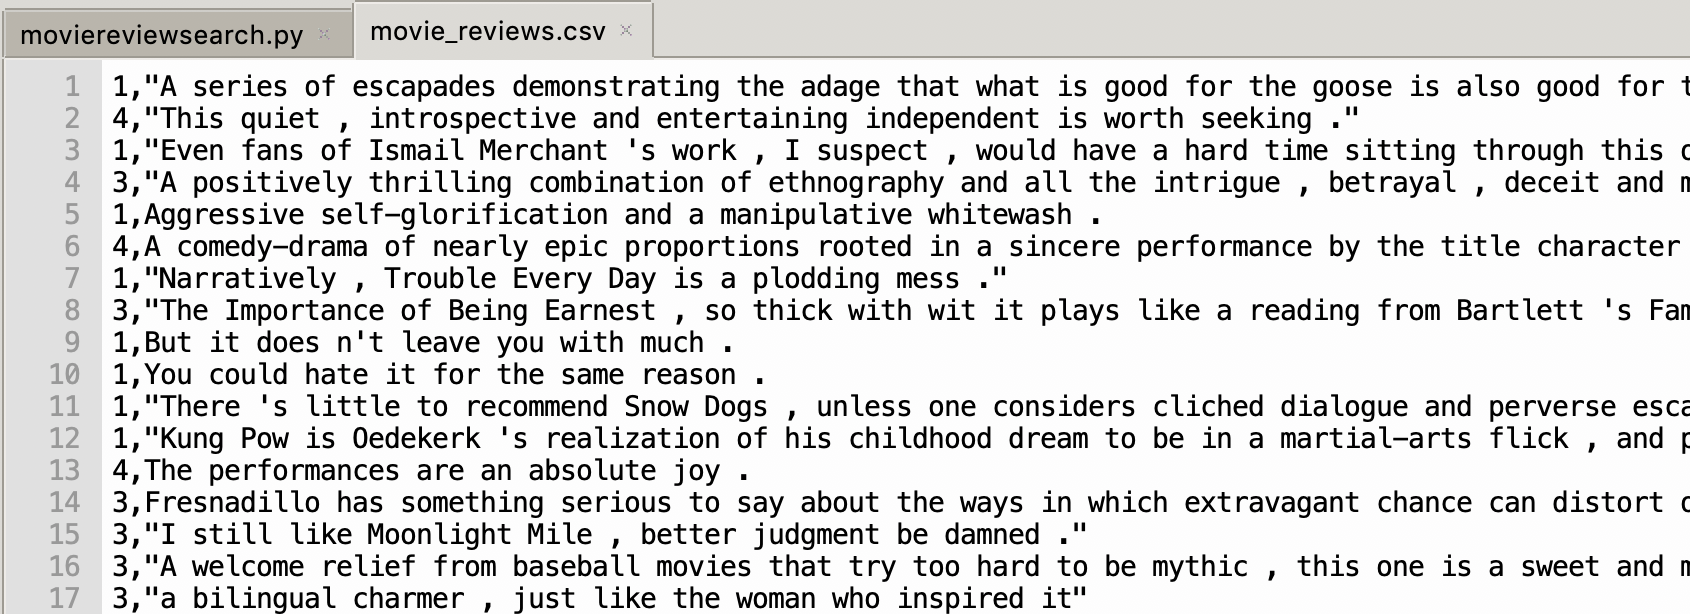 moviereviewsearch.py × movie_reviews.csv ×
1 1,"A series of escapades demonstrating the adage that what is good for the goose is also good for
2 4,"This quiet , introspective and entertaining independent is worth seeking ."
3 1,"Even fans of Ismail Merchant 's work , I suspect , would have a hard time sitting through this
4 3,"A positively thrilling combination of ethnography and all the intrigue , betrayal , deceit and
5 1,Aggressive self-glorification and a manipulative whitewash .
6 4,A comedy-drama of nearly epic proportions rooted in a sincere performance by the title character
7 1,"Narratively , Trouble Every Day is a plodding mess ."
8 3,"The Importance of Being Earnest , so thick with wit it plays like a reading from Bartlett 's
9 1,But it does n't leave you with much .
10 1,You could hate it for the same reason .
11 1,"There 's little to recommend Snow Dogs , unless one considers cliched dialogue and perverse
12 1,"Kung Pow is Oedekerk 's realization of his childhood dream to be in a martial-arts flick , and
13 4,The performances are an absolute joy .
14 3,Fresnadillo has something serious to say about the ways in which extravagant chance can distort
15 3,"I still like Moonlight Mile , better judgment be damned ."
16 3,"A welcome relief from baseball movies that try too hard to be mythic , this one is a sweet and
17 3,"a bilingual charmer , just like the woman who inspired it"